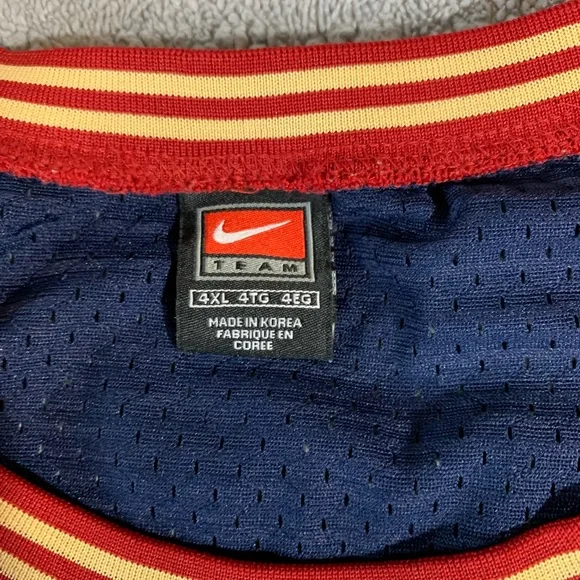 TEAM
4XL 4TG 4EG
MADE IN KOREA
FABRIQUE EN
COREE